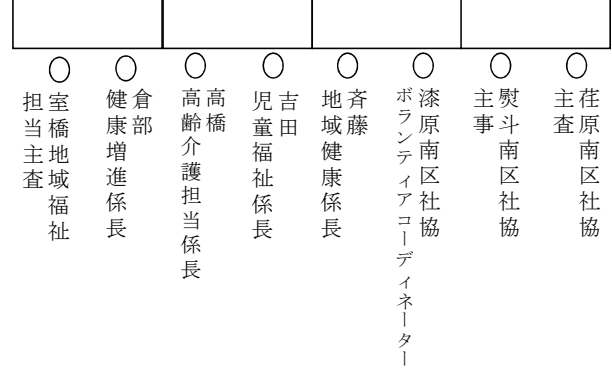 荏原南区社協
主査
熨斗南区社協
主事
漆原南区社協
ボランティアコーディネーター
斉藤
地域健康係長
吉田
児童福祉係長
高橋
高齢介護担当係長
倉部
健康増進係長
室橋地域福祉
担当主査